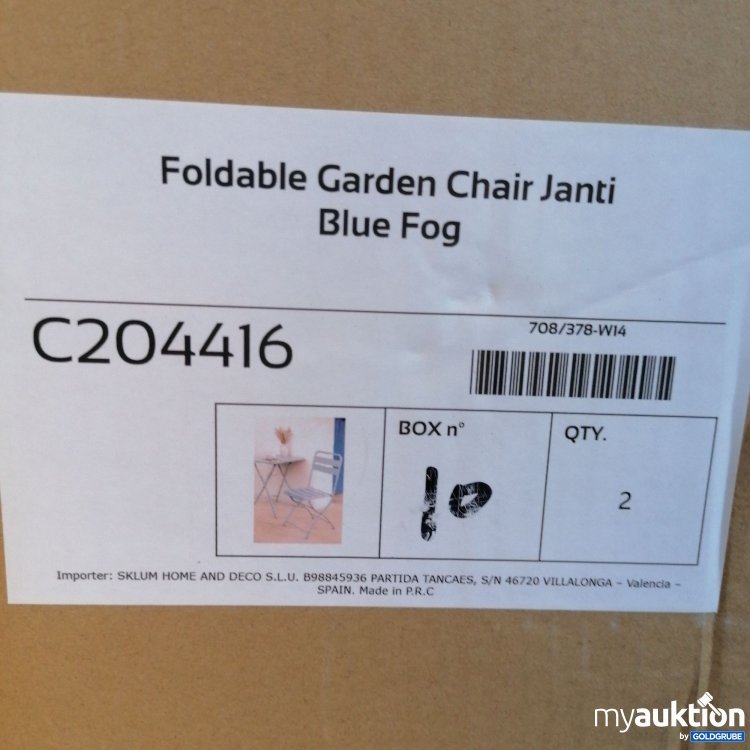 Foldable Garden Chair Janti
Blue Fog
C204416
708/378-W14
BOX n°
10
QTY.
2
Importer: SKLUM HOME AND DECO S.L.U. B98845936 PARTIDA TANCAES, S/N 46720 VILLALONGA – Valencia –
SPAIN. Made in P.R.C
myauktion
by GOLDGRUBE